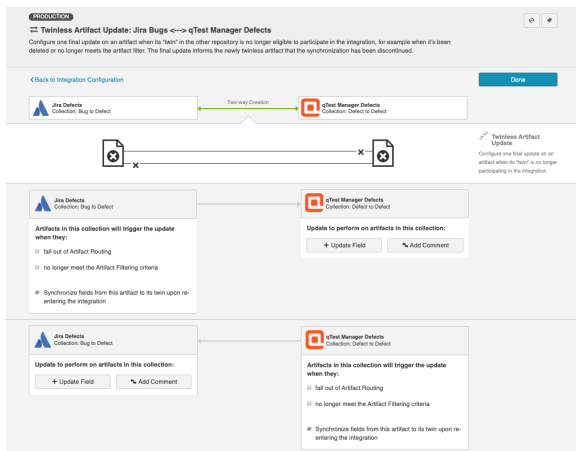 PRODUCTION
Twinless Artifact Update: Jira Bugs <—> qTest Manager Defects
Configure one final update on an artifact when its "twin" in the other repository is no longer eligible to participate in the integration, for example when it's been
deleted or no longer meets the artifact filter. The final update informs the newly twinless artifact that the synchronization has been discontinued.
Back to Integration Configuration
Done
Jira Defects
Collection: Bug to Defect
Two-way Creation
qTest Manager Defects
Collection: Defect to Defect
Twinless Artifact
Update
Configure one final update on an
artifact when its "twin" is no longer
participating in the integration.
Jira Defects
Collection: Bug to Defect
Artifacts in this collection will trigger the update
when they:
fall out of Artifact Routing
no longer meet the Artifact Filtering criteria
Synchronize fields from this artifact to its twin upon re-
entering the integration
qTest Manager Defects
Collection: Defect to Defect
Update to perform on artifacts in this collection:
+ Update Field
Add Comment
Jira Defects
Collection: Bug to Defect
Update to perform on artifacts in this collection:
+ Update Field
Add Comment
qTest Manager Defects
Collection: Defect to Defect
Artifacts in this collection will trigger the update
when they:
fall out of Artifact Routing
no longer meet the Artifact Filtering criteria
Synchronize fields from this artifact to its twin upon re-
entering the integration